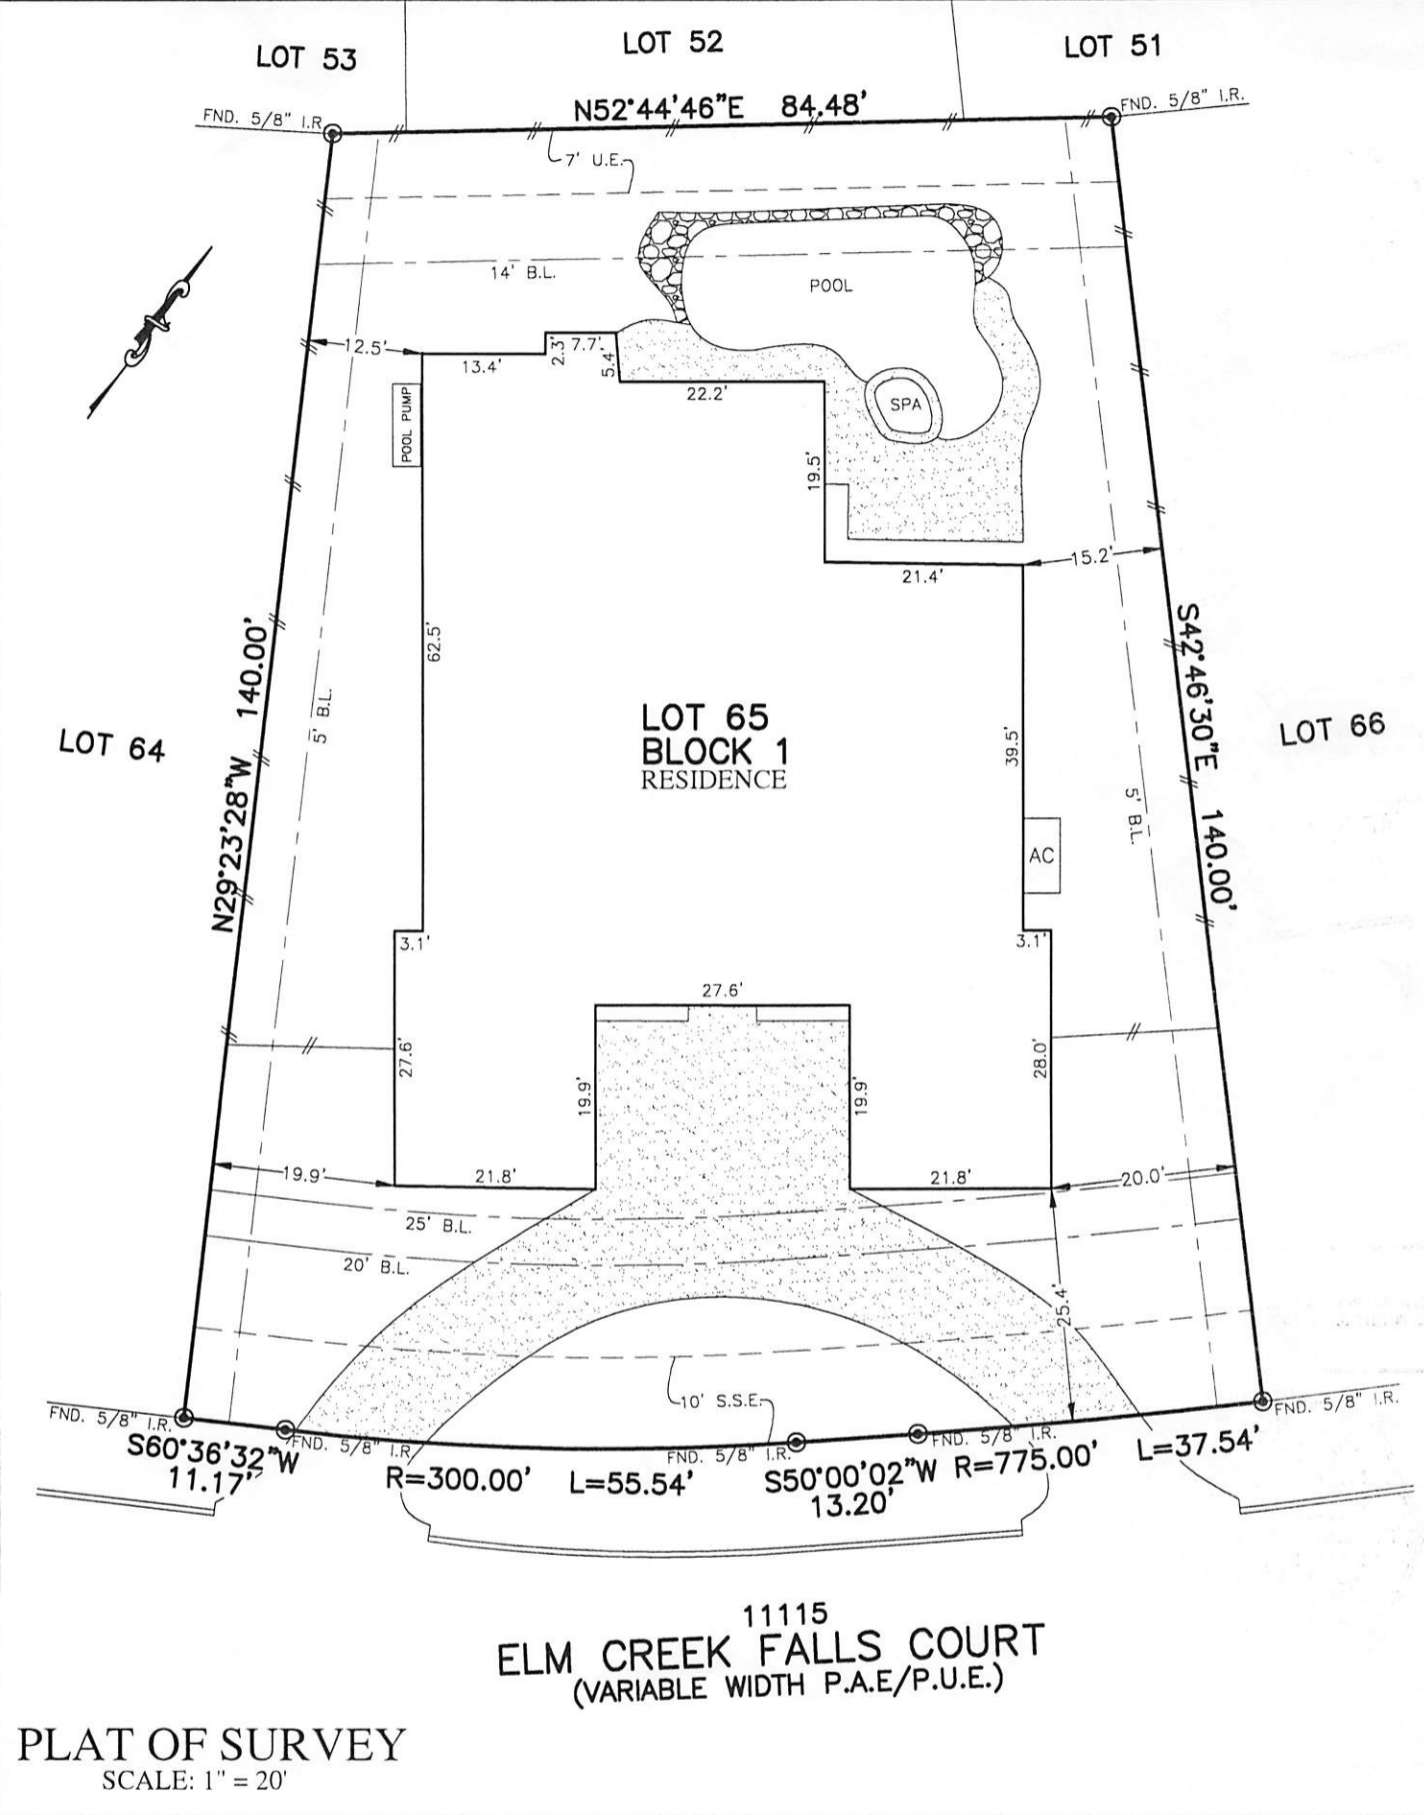 LOT 53
LOT 52
LOT 51
FND. 5/8" I.R.
N52°44'46"E 84.48'
FND. 5/8" I.R.
7' U.E.
14' B.L.
POOL
12.5'
13.4'
2.3'
7.7'
5.4'
22.2'
SPA
POOL PUMP
19.5'
21.4'
15.2'
62.5'
N29°23'28"W 140.00'
5' B.L.
LOT 64
LOT 65
BLOCK 1
RESIDENCE
39.5'
S42°46'30"E 140.00'
LOT 66
5' B.L.
AC
3.1'
3.1'
27.6'
27.6'
19.9'
19.9'
28.0'
19.9'
21.8'
21.8'
20.0'
25' B.L.
20' B.L.
25.4'
10' S.S.E.
FND. 5/8" I.R.
FND. 5/8" I.R.
FND. 5/8" I.R.
FND. 5/8" I.R.
FND. 5/8" I.R.
S60°36'32"W
11.17'
R=300.00' L=55.54'
S50°00'02"W
13.20'
R=775.00' L=37.54'
11115
ELM CREEK FALLS COURT
(VARIABLE WIDTH P.A.E/P.U.E.)
PLAT OF SURVEY
SCALE: 1" = 20'